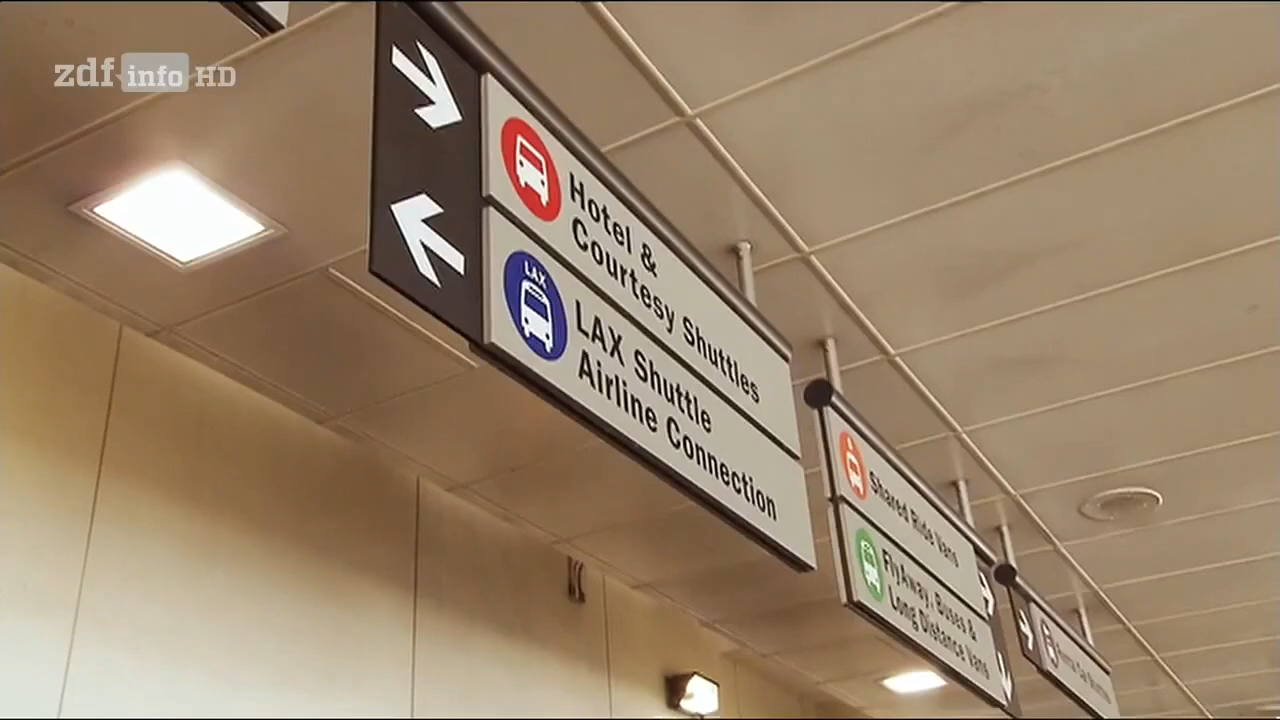 zdf info HD
Hotel &
Courtesy Shuttles
LAX
LAX Shuttle
Airline Connection
Shared Ride Vans
FlyAway, Buses &
Long Distance Vans